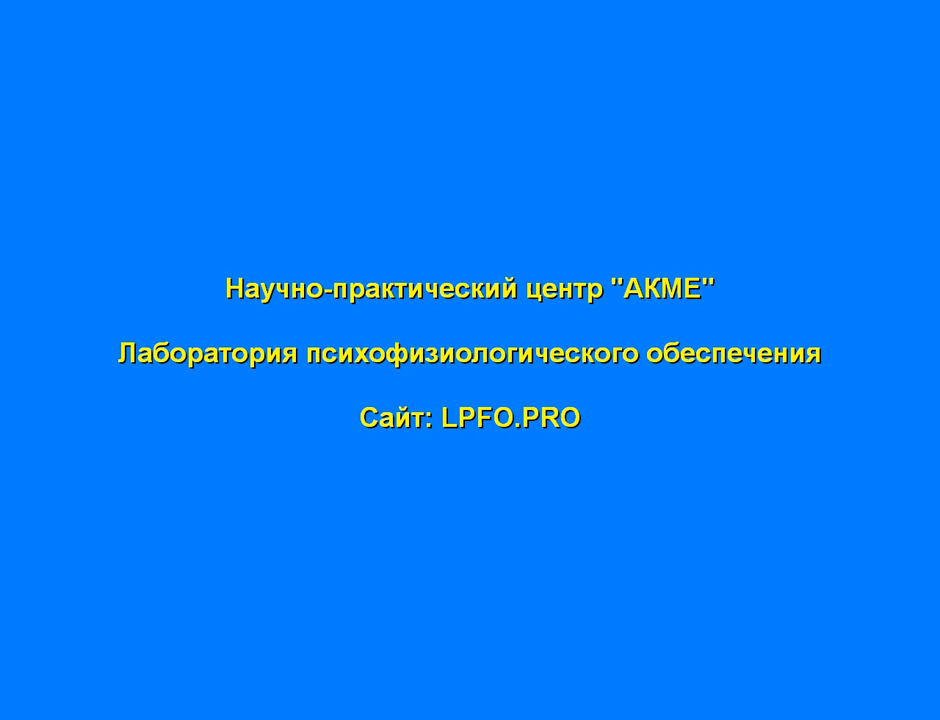 Научно-практический центр "АКМЕ"
Лаборатория психофизиологического обеспечения
Сайт: LPFO.PRO